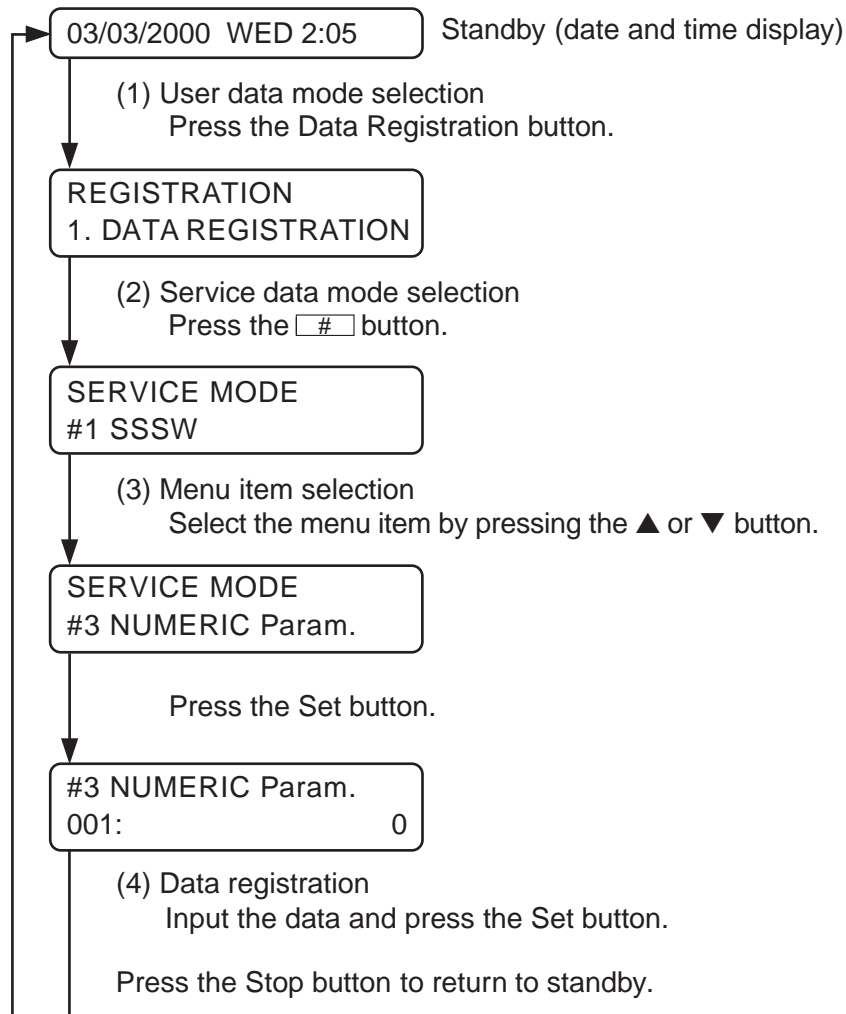 03/03/2000 WED 2:05 Standby (date and time display)
(1) User data mode selection
Press the Data Registration button.
REGISTRATION
1. DATA REGISTRATION
(2) Service data mode selection
Press the # button.
SERVICE MODE
#1 SSSW
(3) Menu item selection
Select the menu item by pressing the ▲ or ▼ button.
SERVICE MODE
#3 NUMERIC Param.
Press the Set button.
#3 NUMERIC Param.
001: 0
(4) Data registration
Input the data and press the Set button.
Press the Stop button to return to standby.